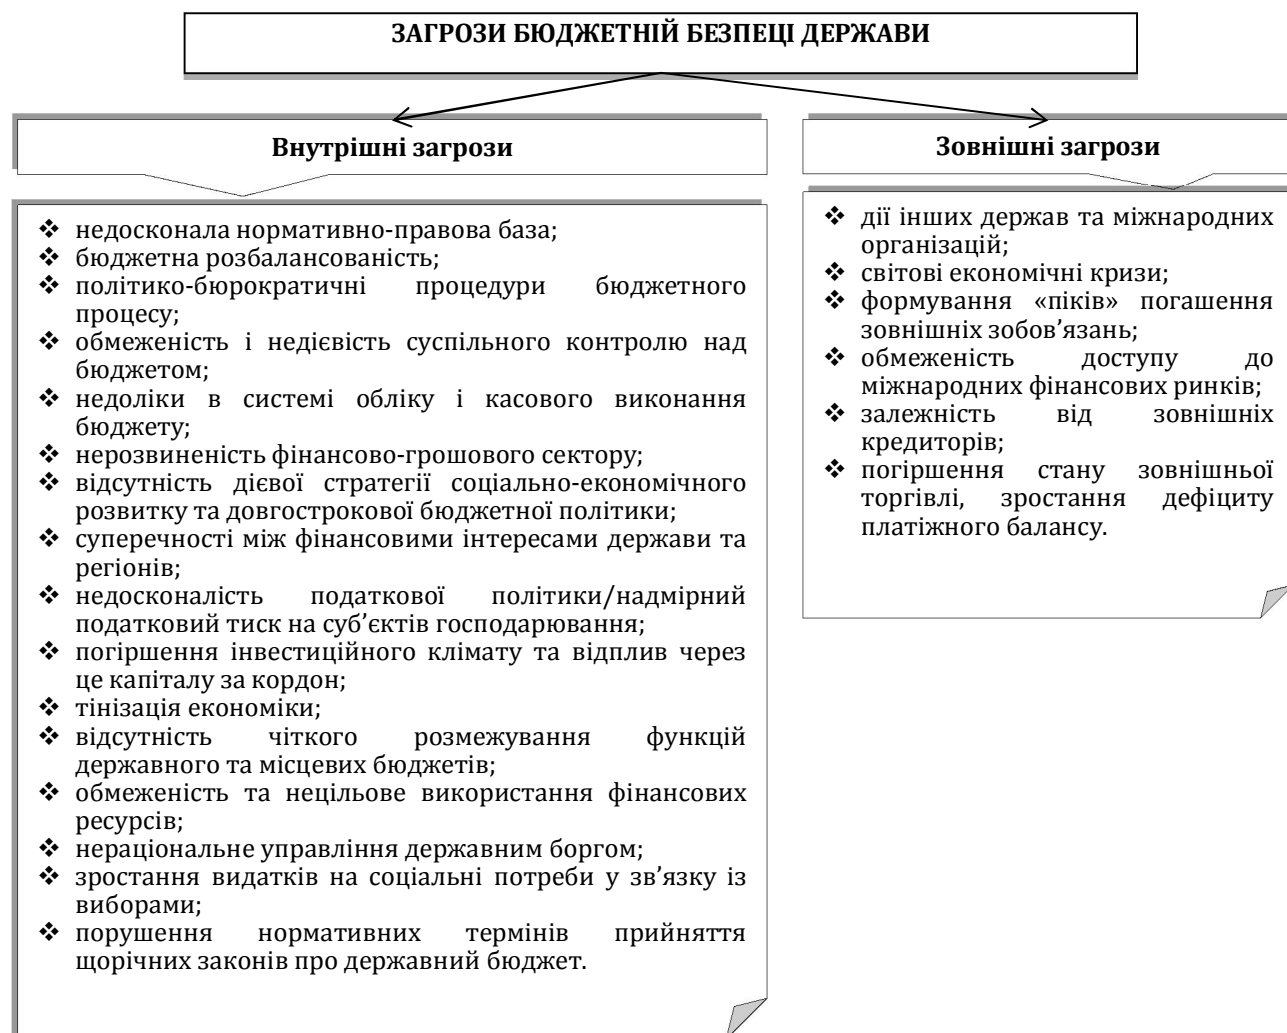 ЗАГРОЗИ БЮДЖЕТНІЙ БЕЗПЕЦІ ДЕРЖАВИ
Внутрішні загрози
❖ недосконала нормативно-правова база;
❖ бюджетна розбалансованість;
❖ політико-бюрократичні процедури бюджетного
процесу;
❖ обмеженість і недієвість суспільного контролю над
бюджетом;
❖ недоліки в системі обліку і касового виконання
бюджету;
❖ нерозвиненість фінансово-грошового сектору;
❖ відсутність дієвої стратегії соціально-економічного
розвитку та довгострокової бюджетної політики;
❖ суперечності між фінансовими інтересами держави та
регіонів;
❖ недосконалість податкової політики/надмірний
податковий тиск на суб’єктів господарювання;
❖ погіршення інвестиційного клімату та відплив через
це капіталу за кордон;
❖ тінізація економіки;
❖ відсутність чіткого розмежування функцій
державного та місцевих бюджетів;
❖ обмеженість та нецільове використання фінансових
ресурсів;
❖ нераціональне управління державним боргом;
❖ зростання видатків на соціальні потреби у зв’язку із
виборами;
❖ порушення нормативних термінів прийняття
щорічних законів про державний бюджет.
Зовнішні загрози
❖ дії інших держав та міжнародних
організацій;
❖ світові економічні кризи;
❖ формування «піків» погашення
зовнішніх зобов’язань;
❖ обмеженість доступу до
міжнародних фінансових ринків;
❖ залежність від зовнішніх
кредиторів;
❖ погіршення стану зовнішньої
торгівлі, зростання дефіциту
платіжного балансу.